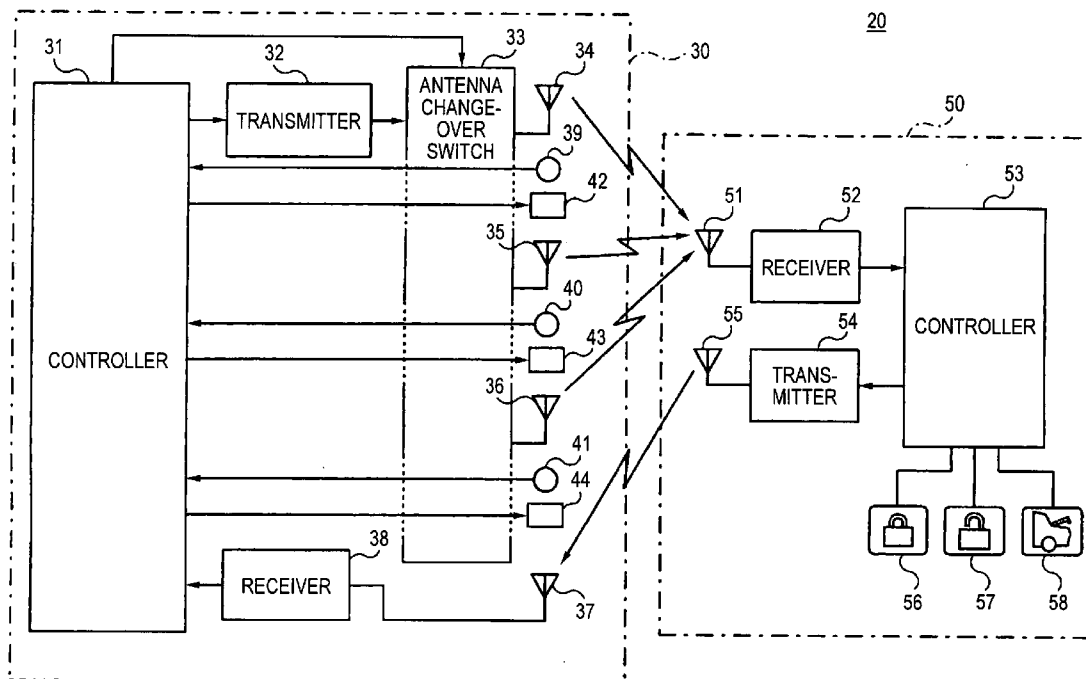 20
31
32
33
34
30
ANTENNA
CHANGE-
OVER
SWITCH
TRANSMITTER
39
42
50
51
52
53
35
RECEIVER
40
43
CONTROLLER
CONTROLLER
55
54
TRANS-
MITTER
36
41
44
38
RECEIVER
37
56
57
58